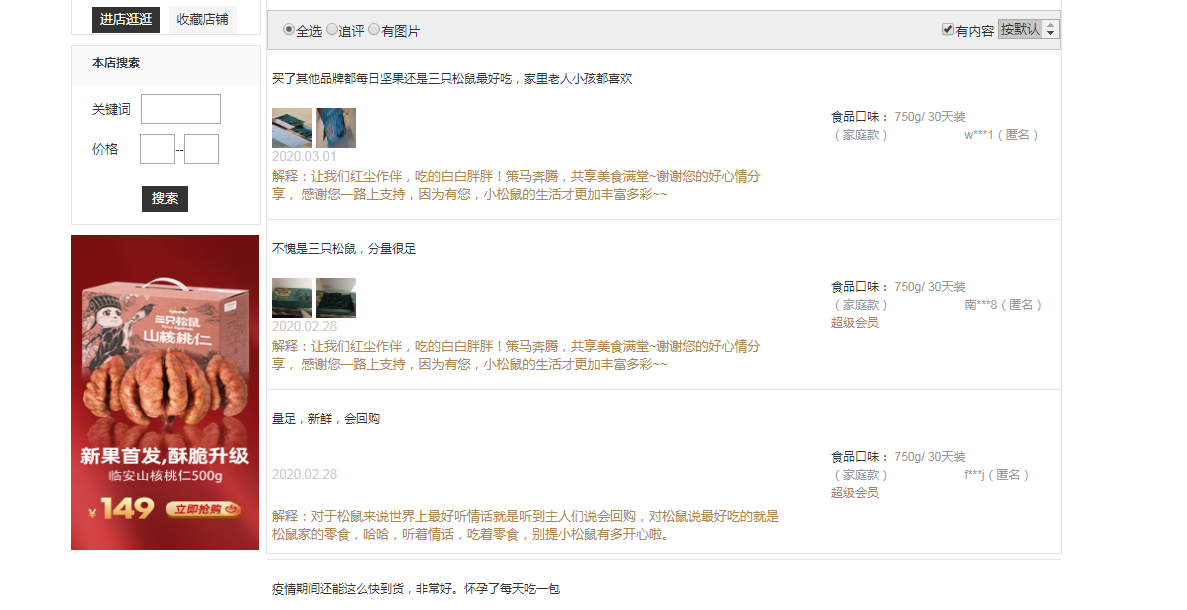 进店逛逛 收藏店铺
本店搜索
关键词
价格 --
搜索
三只松鼠
山核桃仁
新果首发,酥脆升级
临安山核桃仁500g
¥149 立即抢购
全选 追评 有图片 有内容 按默认
买了其他品牌都每日坚果还是三只松鼠最好吃，家里老人小孩都喜欢
食品口味： 750g/ 30天装
（家庭款） w***1（匿名）
2020.03.01
解释：让我们红尘作伴，吃的白白胖胖！策马奔腾，共享美食满堂~谢谢您的好心情分
享， 感谢您一路上支持，因为有您，小松鼠的生活才更加丰富多彩~~
不愧是三只松鼠，分量很足
食品口味： 750g/ 30天装
（家庭款） 南***8（匿名）
超级会员
2020.02.28
解释：让我们红尘作伴，吃的白白胖胖！策马奔腾，共享美食满堂~谢谢您的好心情分
享， 感谢您一路上支持，因为有您，小松鼠的生活才更加丰富多彩~~
量足，新鲜，会回购
食品口味： 750g/ 30天装
（家庭款） f***j（匿名）
超级会员
2020.02.28
解释：对于松鼠来说世界上最好听情话就是听到主人们说会回购，对松鼠说最好吃的就是
松鼠家的零食，哈哈，听着情话，吃着零食，别提小松鼠有多开心啦。
疫情期间还能这么快到货，非常好。怀孕了每天吃一包